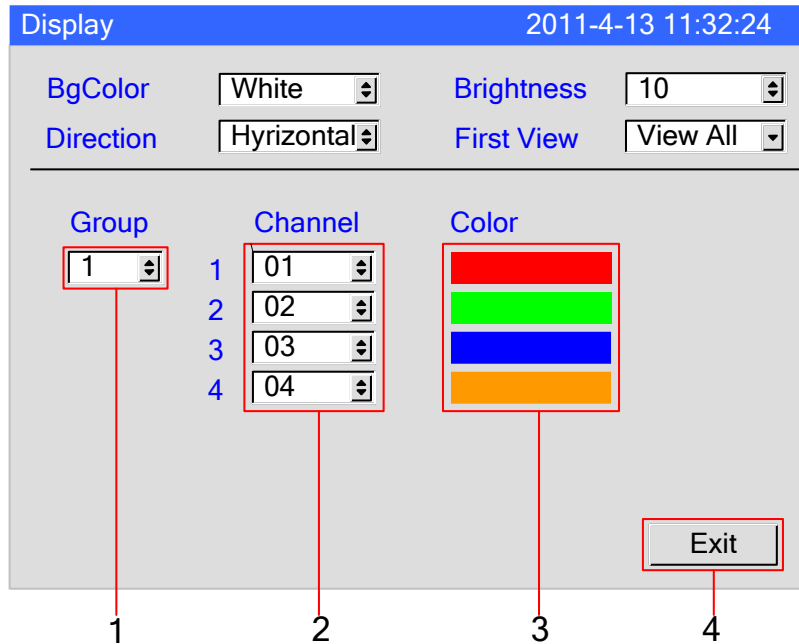 Display 2011-4-13 11:32:24
BgColor White Brightness 10
Direction Hyrizontal First View View All
Group Channel Color
1 1 01
2 02
3 03
4 04
Exit
1 2 3 4